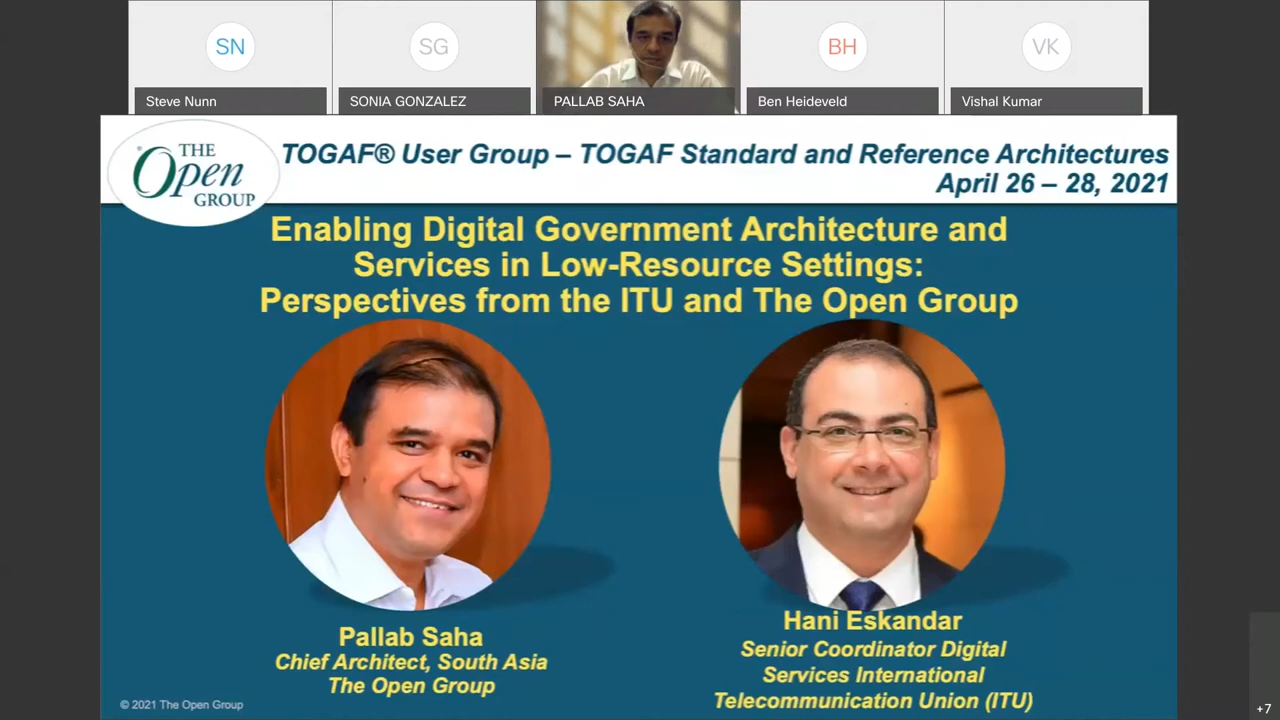 SN
SG
BH
VK
Steve Nunn
SONIA GONZALEZ
PALLAB SAHA
Ben Heideveld
Vishal Kumar
THE
Open
GROUP
®
TOGAF® User Group – TOGAF Standard and Reference Architectures
April 26 – 28, 2021
Enabling Digital Government Architecture and
Services in Low-Resource Settings:
Perspectives from the ITU and The Open Group
Pallab Saha
Chief Architect, South Asia
The Open Group
Hani Eskandar
Senior Coordinator Digital
Services International
Telecommunication Union (ITU)
© 2021 The Open Group
+7